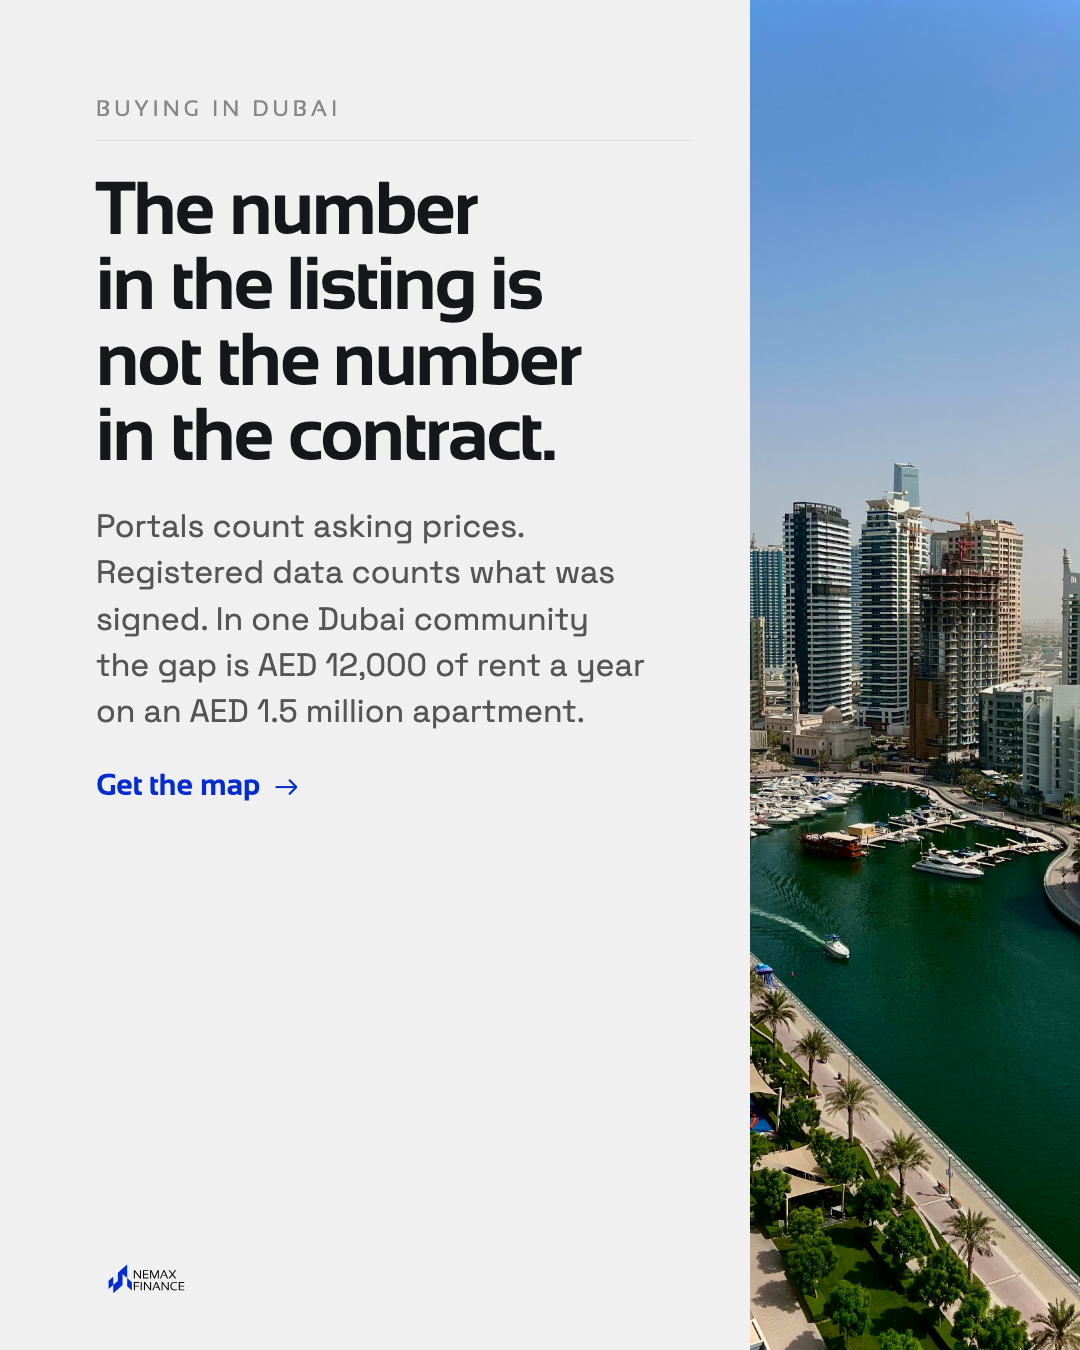 BUYING IN DUBAI
The number
in the listing is
not the number
in the contract.
Portals count asking prices.
Registered data counts what was
signed. In one Dubai community
the gap is AED 12,000 of rent a year
on an AED 1.5 million apartment.
Get the map →
NEMAX
FINANCE